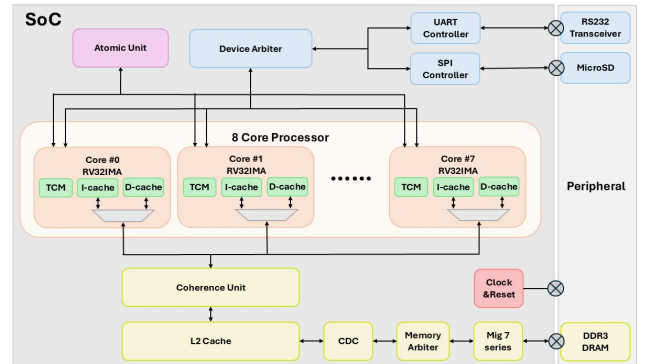 SoC
Atomic Unit
Device Arbiter
UART
Controller
RS232
Transceiver
SPI
Controller
MicroSD
8 Core Processor
Core #0
RV32IMA
TCM
I-cache
D-cache
Core #1
RV32IMA
TCM
I-cache
D-cache
......
Core #7
RV32IMA
TCM
I-cache
D-cache
Peripheral
Coherence Unit
Clock
&Reset
L2 Cache
CDC
Memory
Arbiter
Mig 7
series
DDR3
DRAM